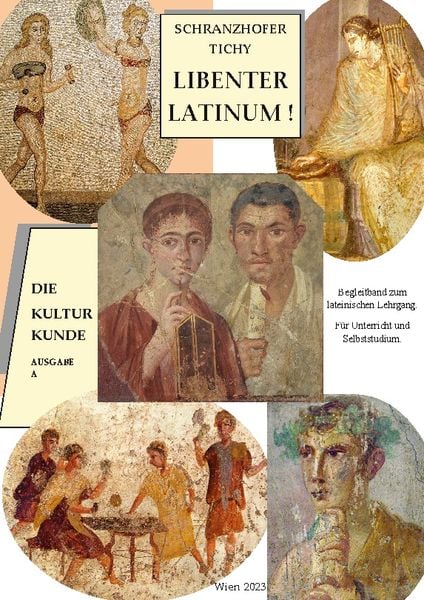 SCHRANZHOFER
TICHY
LIBENTER
LATINUM !
DIE
KULTUR
KUNDE
AUSGABE
A
Begleitband zum
lateinischen Lehrgang.
Für Unterricht und
Selbststudium.
Wien 2023